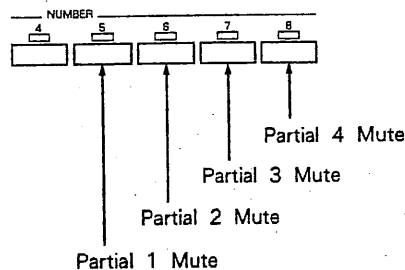 NUMBER
4 5 6 7 8
Partial 4 Mute
Partial 3 Mute
Partial 2 Mute
Partial 1 Mute